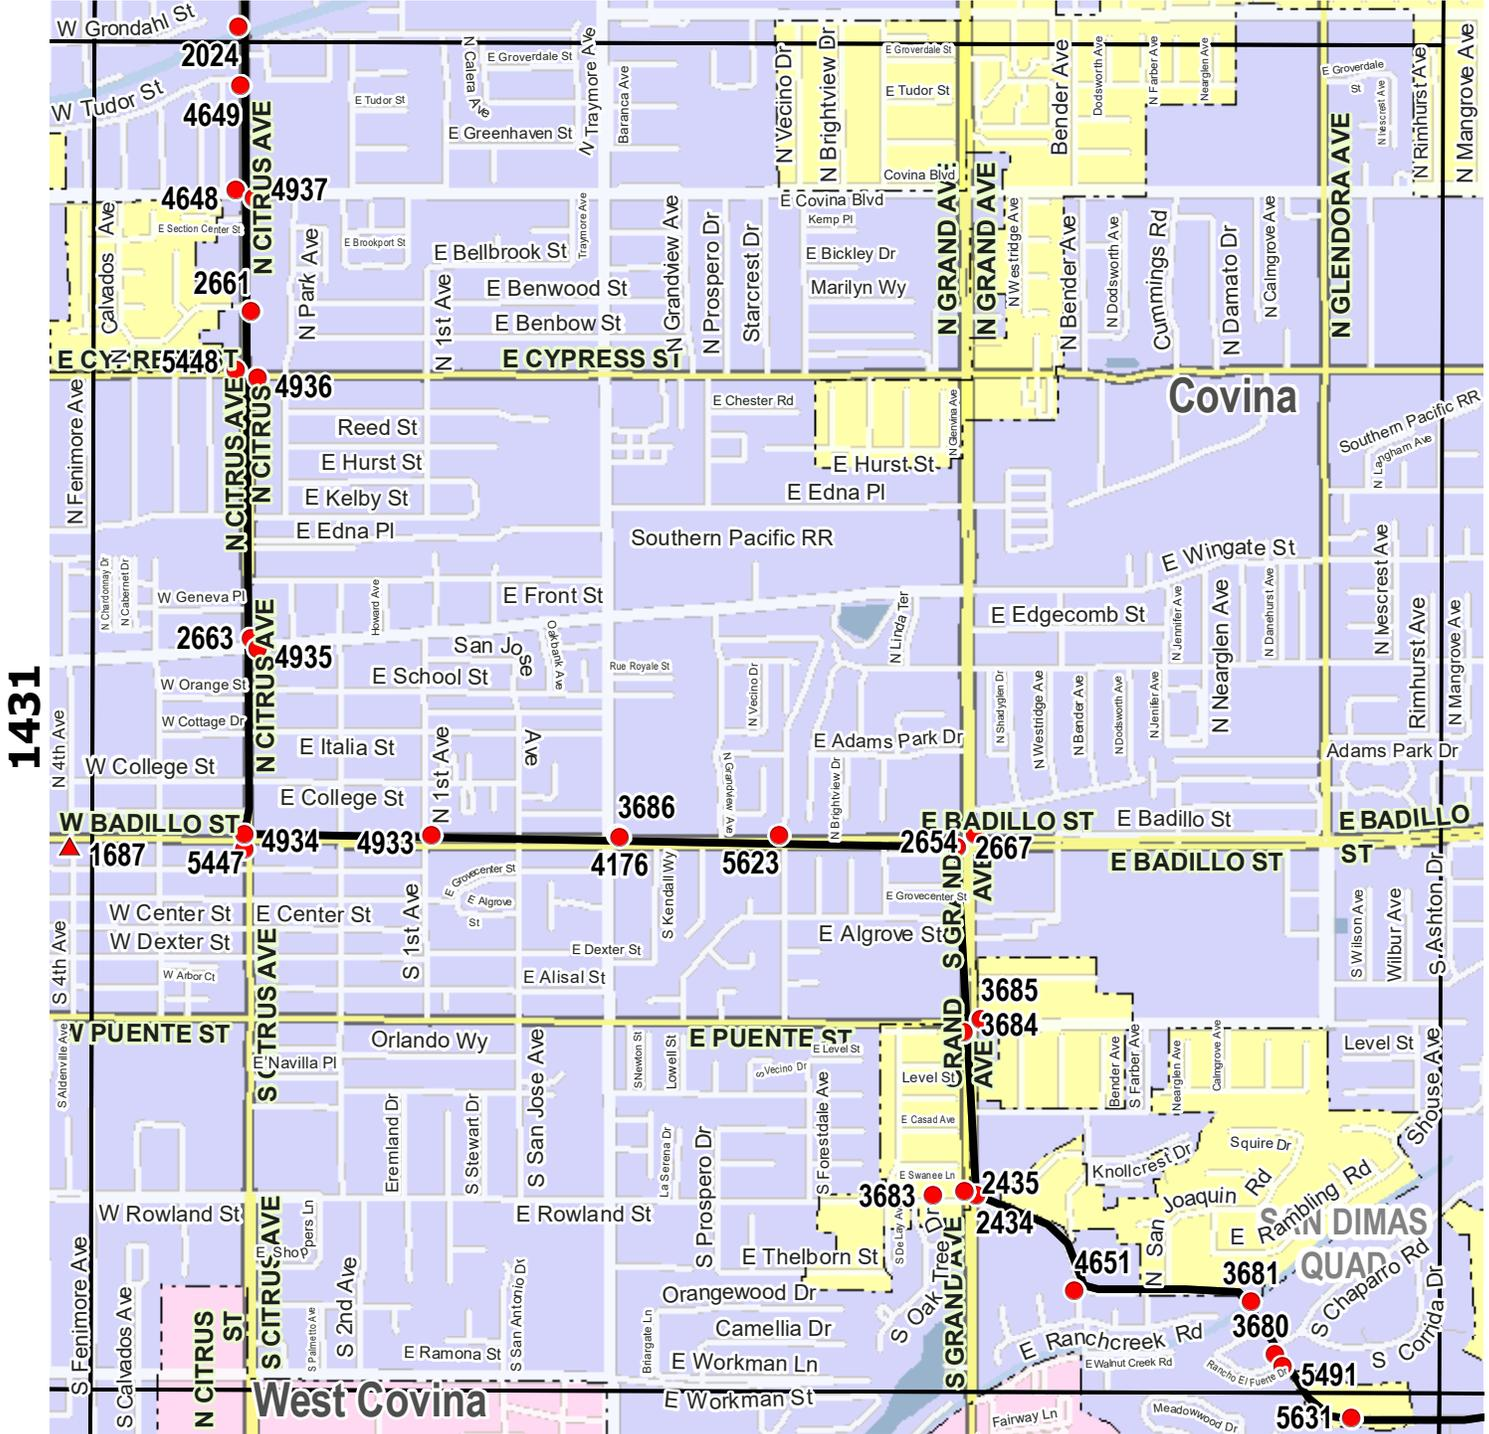 W Grondahl St
2024
W Tudor St
4649
N CITRUS AVE
E Tudor St
N Calera Ave
E Groverdale St
E Greenhaven St
N Traymore Ave
Baranca Ave
N Vecino Dr
N Brightview Dr
E Groverdale St
E Tudor St
Covina Blvd
Bender Ave
Dodsworth Ave
N Farber Ave
Nearglen Ave
E Groverdale St
N Ivescrest Ave
N Rimhurst Ave
N Mangrove Ave
4648
4937
Calvados Ave
N
E Section Center St
2661
N Park Ave
E Brookport St
E Bellbrook St
Traymore Ave
E Benwood St
E Benbow St
N 1st Ave
N Grandview Ave
N Prospero Dr
Starcrest Dr
E Covina Blvd
Kemp Pl
E Bickley Dr
Marilyn Wy
N GRAND AVE
N GRAND AVE
N Westridge Ave
N Bender Ave
N Dodsworth Ave
Cummings Rd
N Damato Dr
N Calmgrove Ave
N GLENDORA AVE
E CYPRESS ST
5448
4936
E CYPRESS ST
Covina
N Fenimore Ave
N CITRUS AVE
N CITRUS
Reed St
E Hurst St
E Kelby St
E Edna Pl
E Chester Rd
N Glenvina Ave
E Hurst St
E Edna Pl
Southern Pacific RR
N Langham Ave
Southern Pacific RR
E Wingate St
N Chardonnay Dr
N Cabernet Dr
W Geneva Pl
Howard Ave
E Front St
N Linda Ter
E Edgecomb St
N Jennifer Ave
N Nearglen Ave
N Danehurst Ave
N Ivescrest Ave
Rimhurst Ave
N Mangrove Ave
2663
4935
N CITRUS AVE
San Jose
Ave
Oakbank Ave
Rue Royale St
E School St
W Orange St
W Cottage Dr
1431
N 4th Ave
W College St
E Italia St
E College St
N 1st Ave
N Vecino Dr
N Grandview Ave
N Brightview Dr
E Adams Park Dr
N Shadyglen Dr
N Westridge Ave
N Bender Ave
N Dodsworth Ave
N Jenifer Ave
Adams Park Dr
W BADILLO ST
1687
5447
4934
4933
3686
4176
5623
2654
2667
E BADILLO ST
E Badillo St
E BADILLO ST
E BADILLO ST
W Center St
E Center St
W Dexter St
W Arbor Ct
S 4th Ave
S 1st Ave
E Grovecenter St
E Algrove St
S Kendall Wy
E Dexter St
E Alisal St
E Grovecenter St
E Algrove St
S GRAND AVE
S Wilson Ave
Wilbur Ave
S Ashton Dr
3685
3684
GRAND AVE
W PUENTE ST
E PUENTE ST
S CITRUS AVE
S Aldenville Ave
E Navilla Pl
Orlando Wy
S Newton St
Lowell St
E Level St
S Vecino Dr
Level St
E Casad Ave
E Swanee Ln
Bender Ave
S Farber Ave
Nearglen Ave
Calmgrove Ave
Level St
Shouse Ave
Eremland Dr
S Stewart Dr
S San Jose Ave
La Serena Dr
S Prospero Dr
S Forestdale Ave
3683
2435
2434
Knollcrest Dr
Squire Dr
San Joaquin Rd
N
E Rambling Rd
SAN DIMAS
QUAD
W Rowland St
E Rowland St
E Shoppers Ln
E Thelborn St
S De Lay Ave
S Oak Tree Dr
S GRAND AVE
4651
3681
3680
5491
5631
S Chaparro Rd
S Corrida Dr
S Fenimore Ave
S Calvados Ave
N CITRUS ST
S CITRUS AVE
S Palmetto Ave
S 2nd Ave
E Ramona St
S San Antonio Dr
Briargate Ln
Orangewood Dr
Camellia Dr
E Workman Ln
E Workman St
E Ranchcreek Rd
E Walnut Creek Rd
Rancho El Fuerte Dr
Meadowwood Dr
Fairway Ln
West Covina